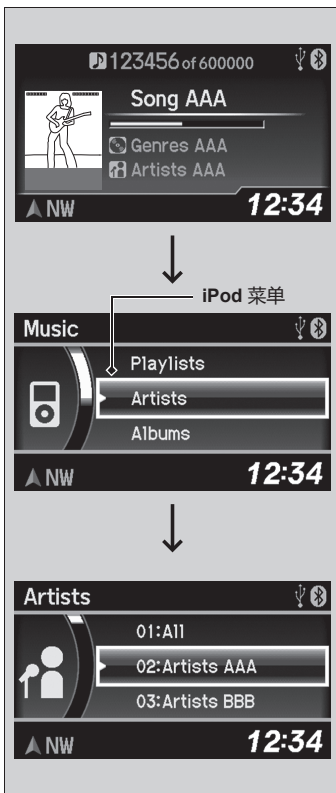 123456 of 600000
Song AAA
Genres AAA
Artists AAA
NW
12:34
iPod 菜单
Music
Playlists
Artists
Albums
NW
12:34
Artists
01:All
02:Artists AAA
03:Artists BBB
NW
12:34